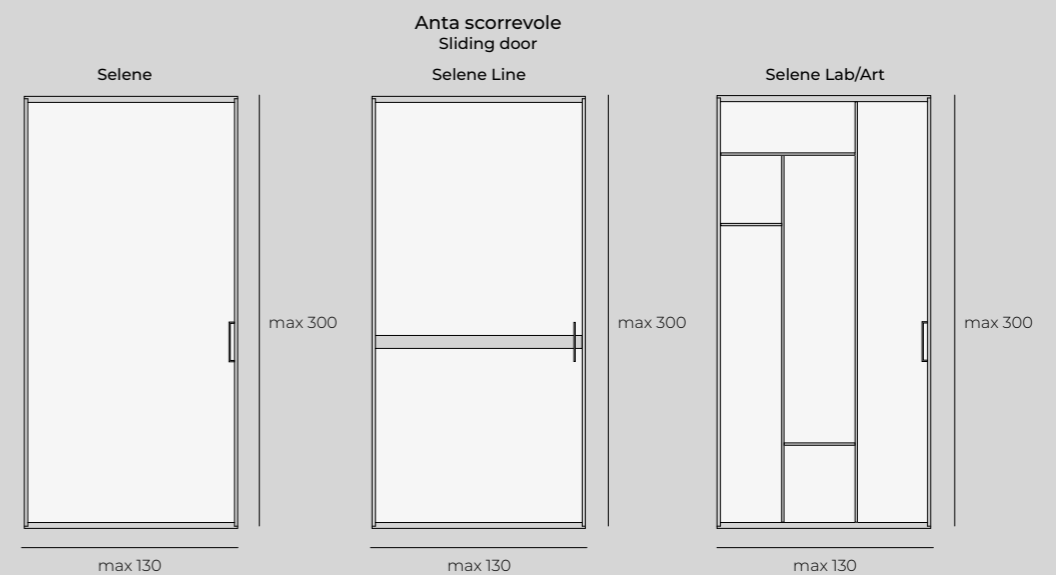 Anta scorrevole
Sliding door
Selene
Selene Line
Selene Lab/Art
max 300
max 300
max 300
max 130
max 130
max 130